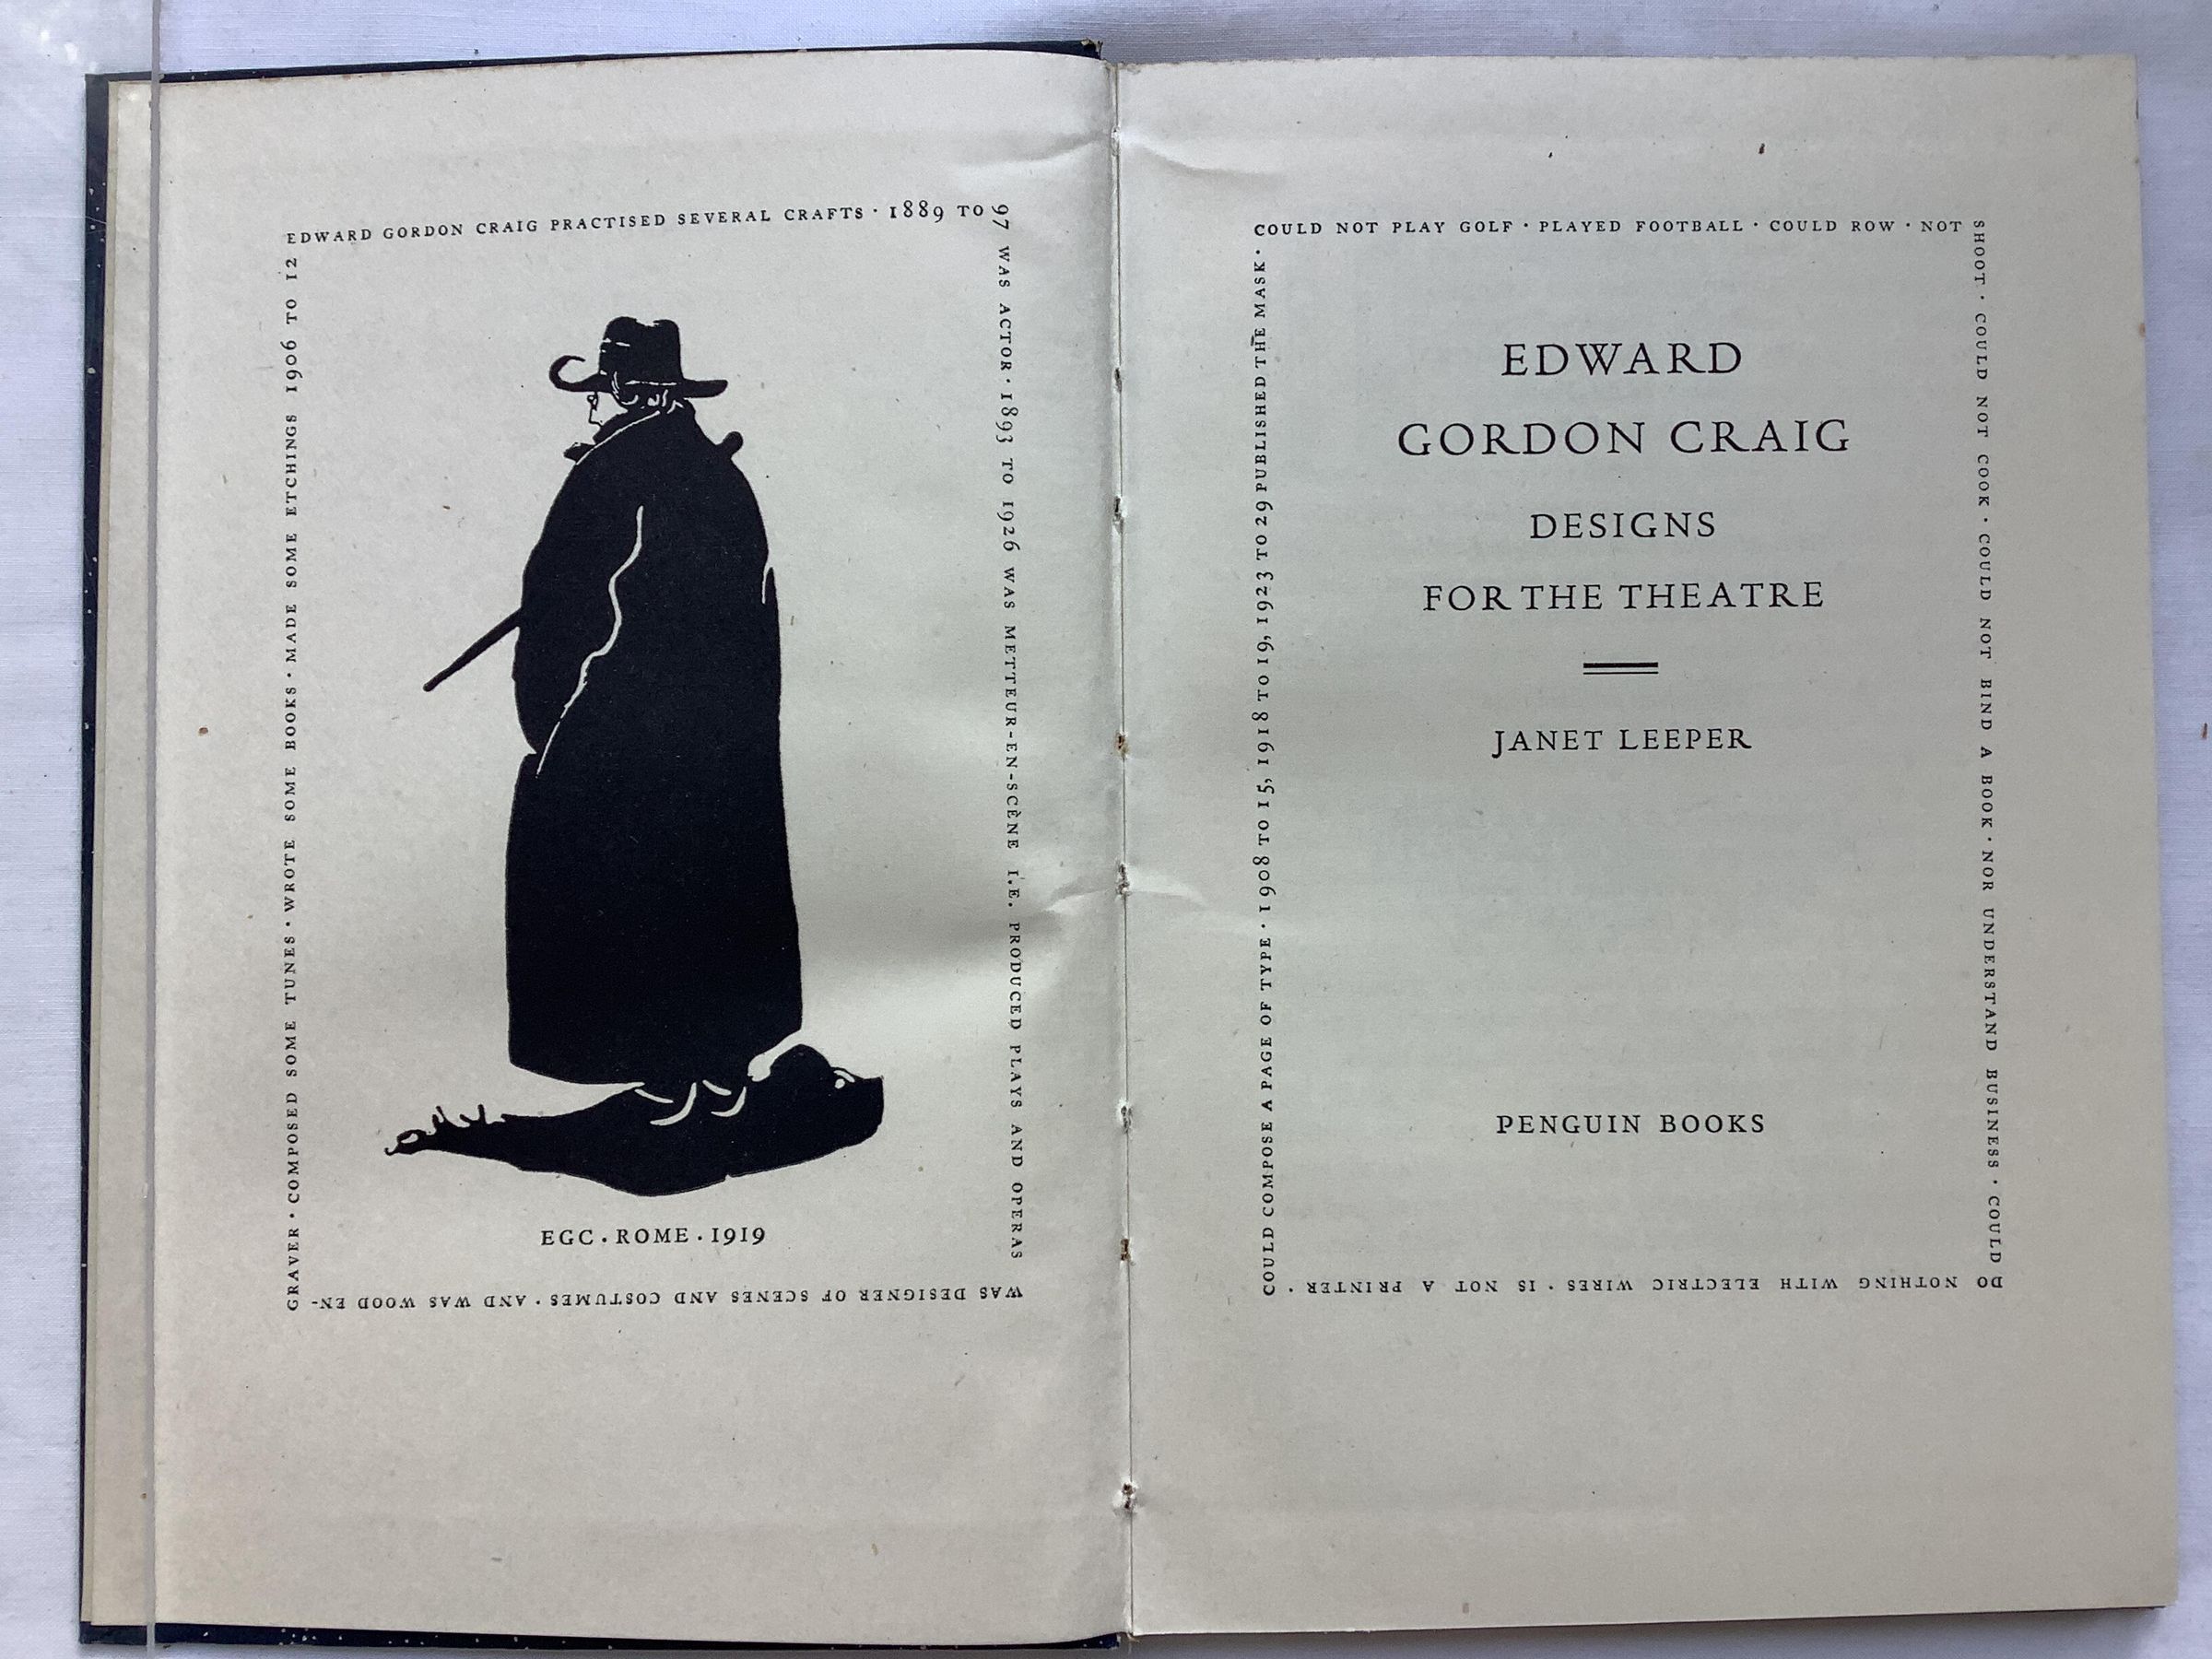 EDWARD GORDON CRAIG PRACTISED SEVERAL CRAFTS · 1889 TO
97 WAS ACTOR · 1893 TO 1926 WAS METTEUR-EN-SCÈNE I.E. PRODUCED PLAYS AND OPERAS
WAS DESIGNER OF SCENES AND COSTUMES · AND WAS WOOD EN-
GRAVER · COMPOSED SOME TUNES · WROTE SOME BOOKS · MADE SOME ETCHINGS 1906 TO 12
EGC · ROME · 1919
COULD NOT PLAY GOLF · PLAYED FOOTBALL · COULD ROW · NOT
SHOOT · COULD NOT COOK · COULD NOT BIND A BOOK · NOR UNDERSTAND BUSINESS · COULD
DO NOTHING WITH ELECTRIC WIRES · IS NOT A PRINTER ·
COULD COMPOSE A PAGE OF TYPE · 1908 TO 15, 1918 TO 19, 1923 TO 29 PUBLISHED THE MASK ·
EDWARD
GORDON CRAIG
DESIGNS
FOR THE THEATRE
JANET LEEPER
PENGUIN BOOKS